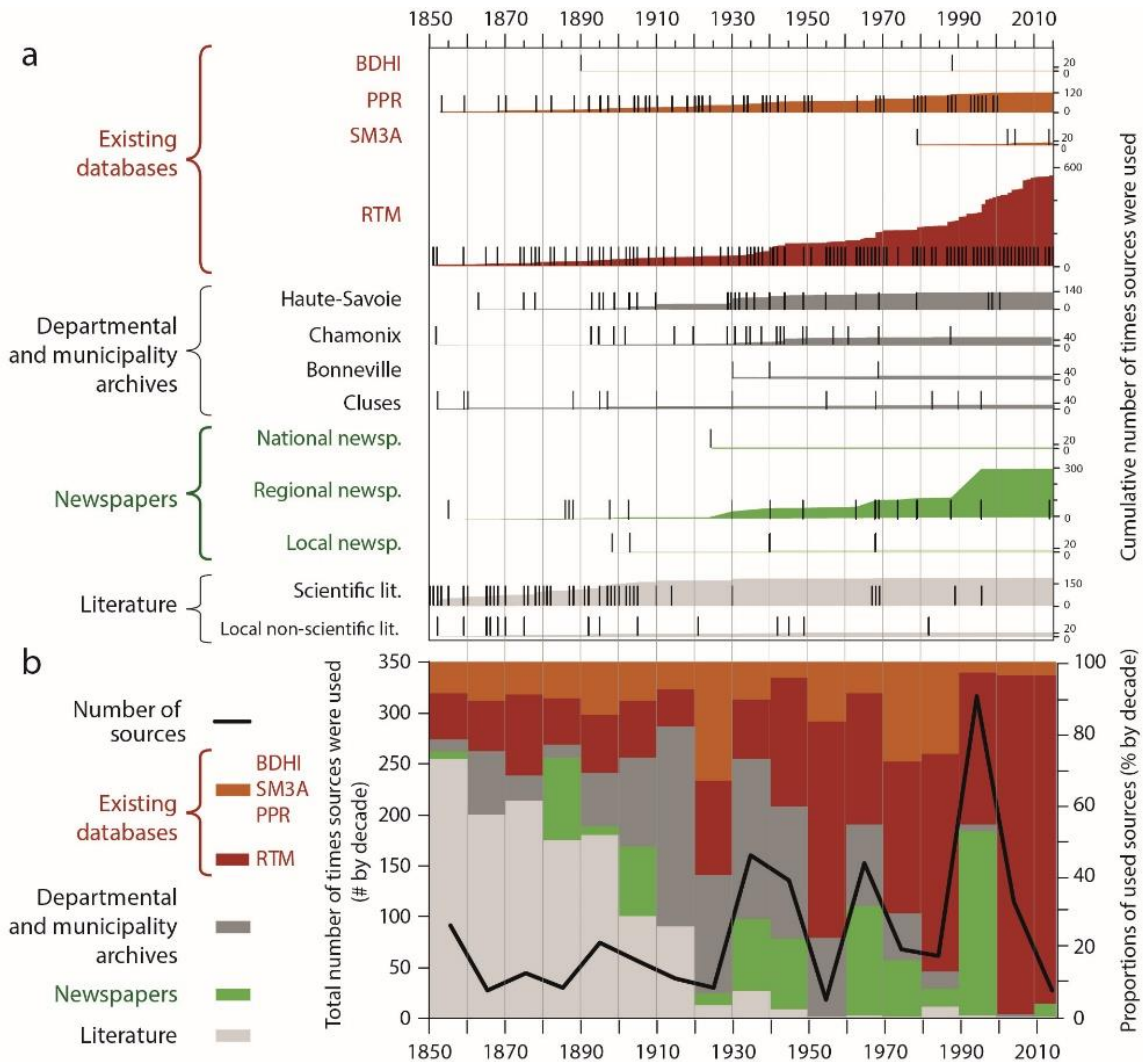 1850 1870 1890 1910 1930 1950 1970 1990 2010
a
BDHI
20
0
PPR
120
0
SM3A
20
0
Existing
databases
600
RTM
0
Haute-Savoie
140
0
Departmental
and municipality
archives
Chamonix
40
0
Bonneville
40
0
Cluses
40
0
National newsp.
20
0
Newspapers
Regional newsp.
300
0
Local newsp.
20
0
Literature
Scientific lit.
150
0
Local non-scientific lit.
20
0
Cumulative number of times sources were used
b
Number of
sources
Existing
databases
BDHI
SM3A
PPR
RTM
Departmental
and municipality
archives
Newspapers
Literature
Total number of times sources were used
(# by decade)
350
300
250
200
150
100
50
0
100
80
60
40
20
0
Proportions of used sources (% by decade)
1850 1870 1890 1910 1930 1950 1970 1990 2010